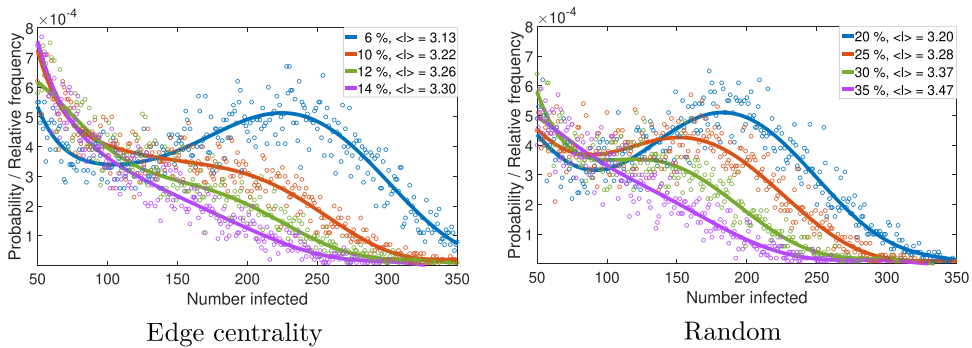 ×10⁻⁴
8
7
6
5
4
3
2
1
Probability / Relative frequency
6 %, <l> = 3.13
10 %, <l> = 3.22
12 %, <l> = 3.26
14 %, <l> = 3.30
50 100 150 200 250 300 350
Number infected
Edge centrality
×10⁻⁴
8
7
6
5
4
3
2
1
Probability / Relative frequency
20 %, <l> = 3.20
25 %, <l> = 3.28
30 %, <l> = 3.37
35 %, <l> = 3.47
50 100 150 200 250 300 350
Number infected
Random